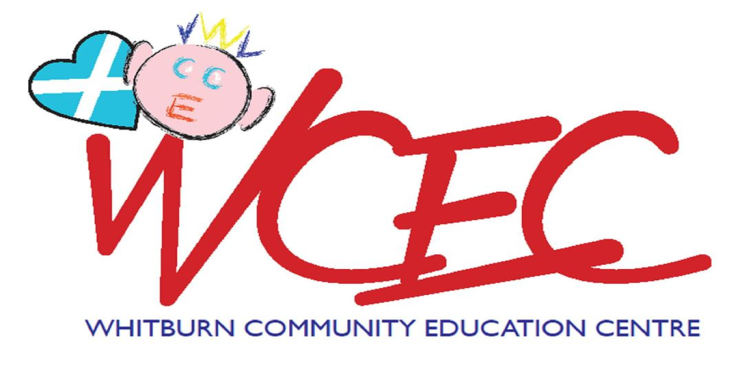 W
C C
E
WCEC
WHITBURN COMMUNITY EDUCATION CENTRE